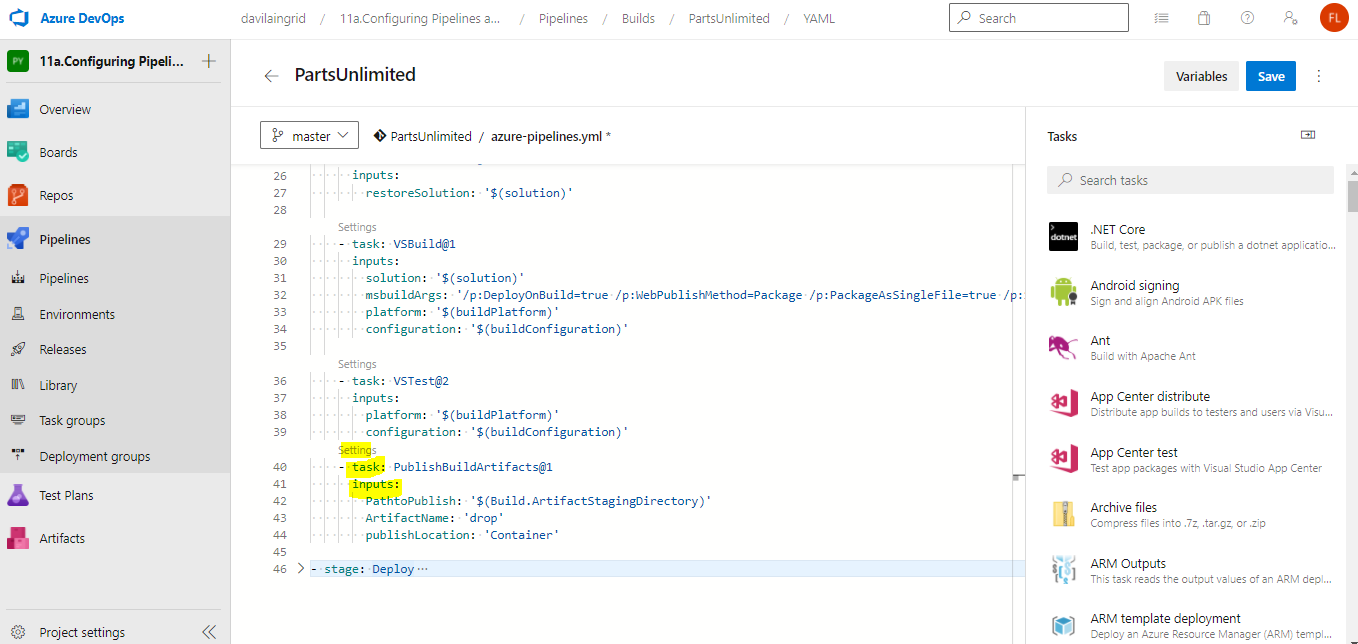 Azure DevOps
davilaingrid / 11a.Configuring Pipelines a... / Pipelines / Builds / PartsUnlimited / YAML
Search
FL
PY
11a.Configuring Pipeli...
Overview
Boards
Repos
Pipelines
Pipelines
Environments
Releases
Library
Task groups
Deployment groups
Test Plans
Artifacts
Project settings
PartsUnlimited
Variables
Save
master
PartsUnlimited / azure-pipelines.yml *
26 inputs:
27 restoreSolution: '$(solution)'
28
Settings
29 - task: VSBuild@1
30 inputs:
31 solution: '$(solution)'
32 msbuildArgs: '/p:DeployOnBuild=true /p:WebPublishMethod=Package /p:PackageAsSingleFile=true /p:
33 platform: '$(buildPlatform)'
34 configuration: '$(buildConfiguration)'
35
Settings
36 - task: VSTest@2
37 inputs:
38 platform: '$(buildPlatform)'
39 configuration: '$(buildConfiguration)'
Settings
40 - task: PublishBuildArtifacts@1
41 inputs:
42 PathtoPublish: '$(Build.ArtifactStagingDirectory)'
43 ArtifactName: 'drop'
44 publishLocation: 'Container'
45
46 - stage: Deploy ...
Tasks
Search tasks
dotnet
.NET Core
Build, test, package, or publish a dotnet applicatio...
Android signing
Sign and align Android APK files
Ant
Build with Apache Ant
App Center distribute
Distribute app builds to testers and users via Visu...
App Center test
Test app packages with Visual Studio App Center
Archive files
Compress files into .7z, .tar.gz, or .zip
ARM Outputs
This task reads the output values of an ARM depl...
ARM template deployment
Deploy an Azure Resource Manager (ARM) templ...